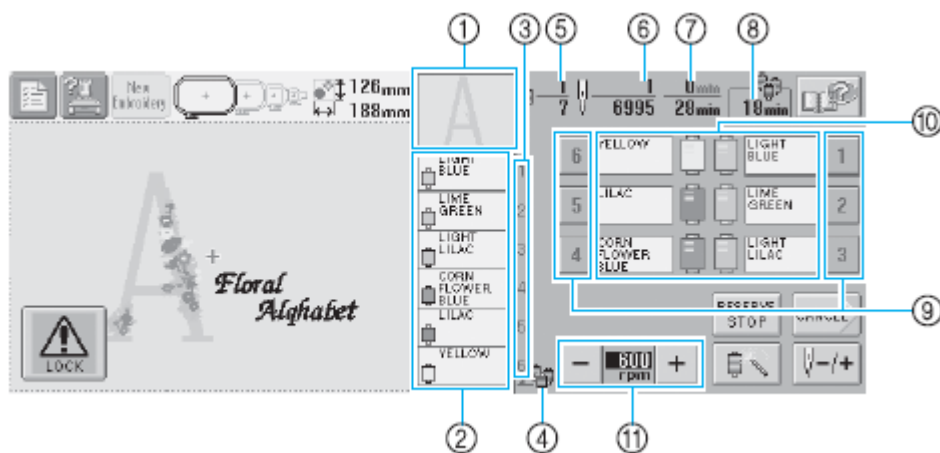 ① ③ ⑤ ⑥ ⑦ ⑧
New
Embroidery
126mm
188mm
A
1
7
1
6995
0min
28min
18min
⑩
LIGHT
BLUE
1
LIME
GREEN
2
LIGHT
LILAC
3
CORN
FLOWER
BLUE
4
LILAC
5
YELLOW
6
6
YELLOW
LIGHT
BLUE
1
5
LILAC
LIME
GREEN
2
4
CORN
FLOWER
BLUE
LIGHT
LILAC
3
⑨
A
Floral
Alphabet
LOCK
RESERVE
STOP
CANCEL
− 600 +
rpm
−/+
② ④ ⑪